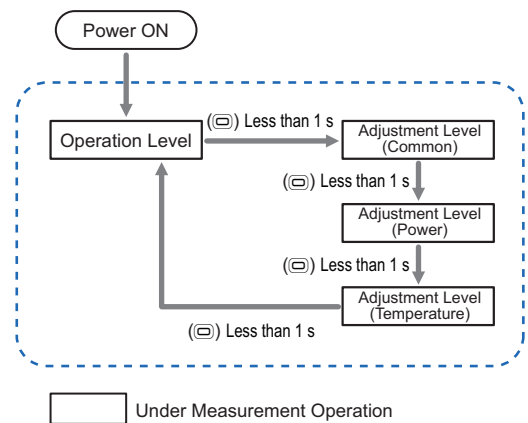 Power ON
Operation Level
( ) Less than 1 s
Adjustment Level
(Common)
( ) Less than 1 s
Adjustment Level
(Power)
( ) Less than 1 s
Adjustment Level
(Temperature)
( ) Less than 1 s
Under Measurement Operation